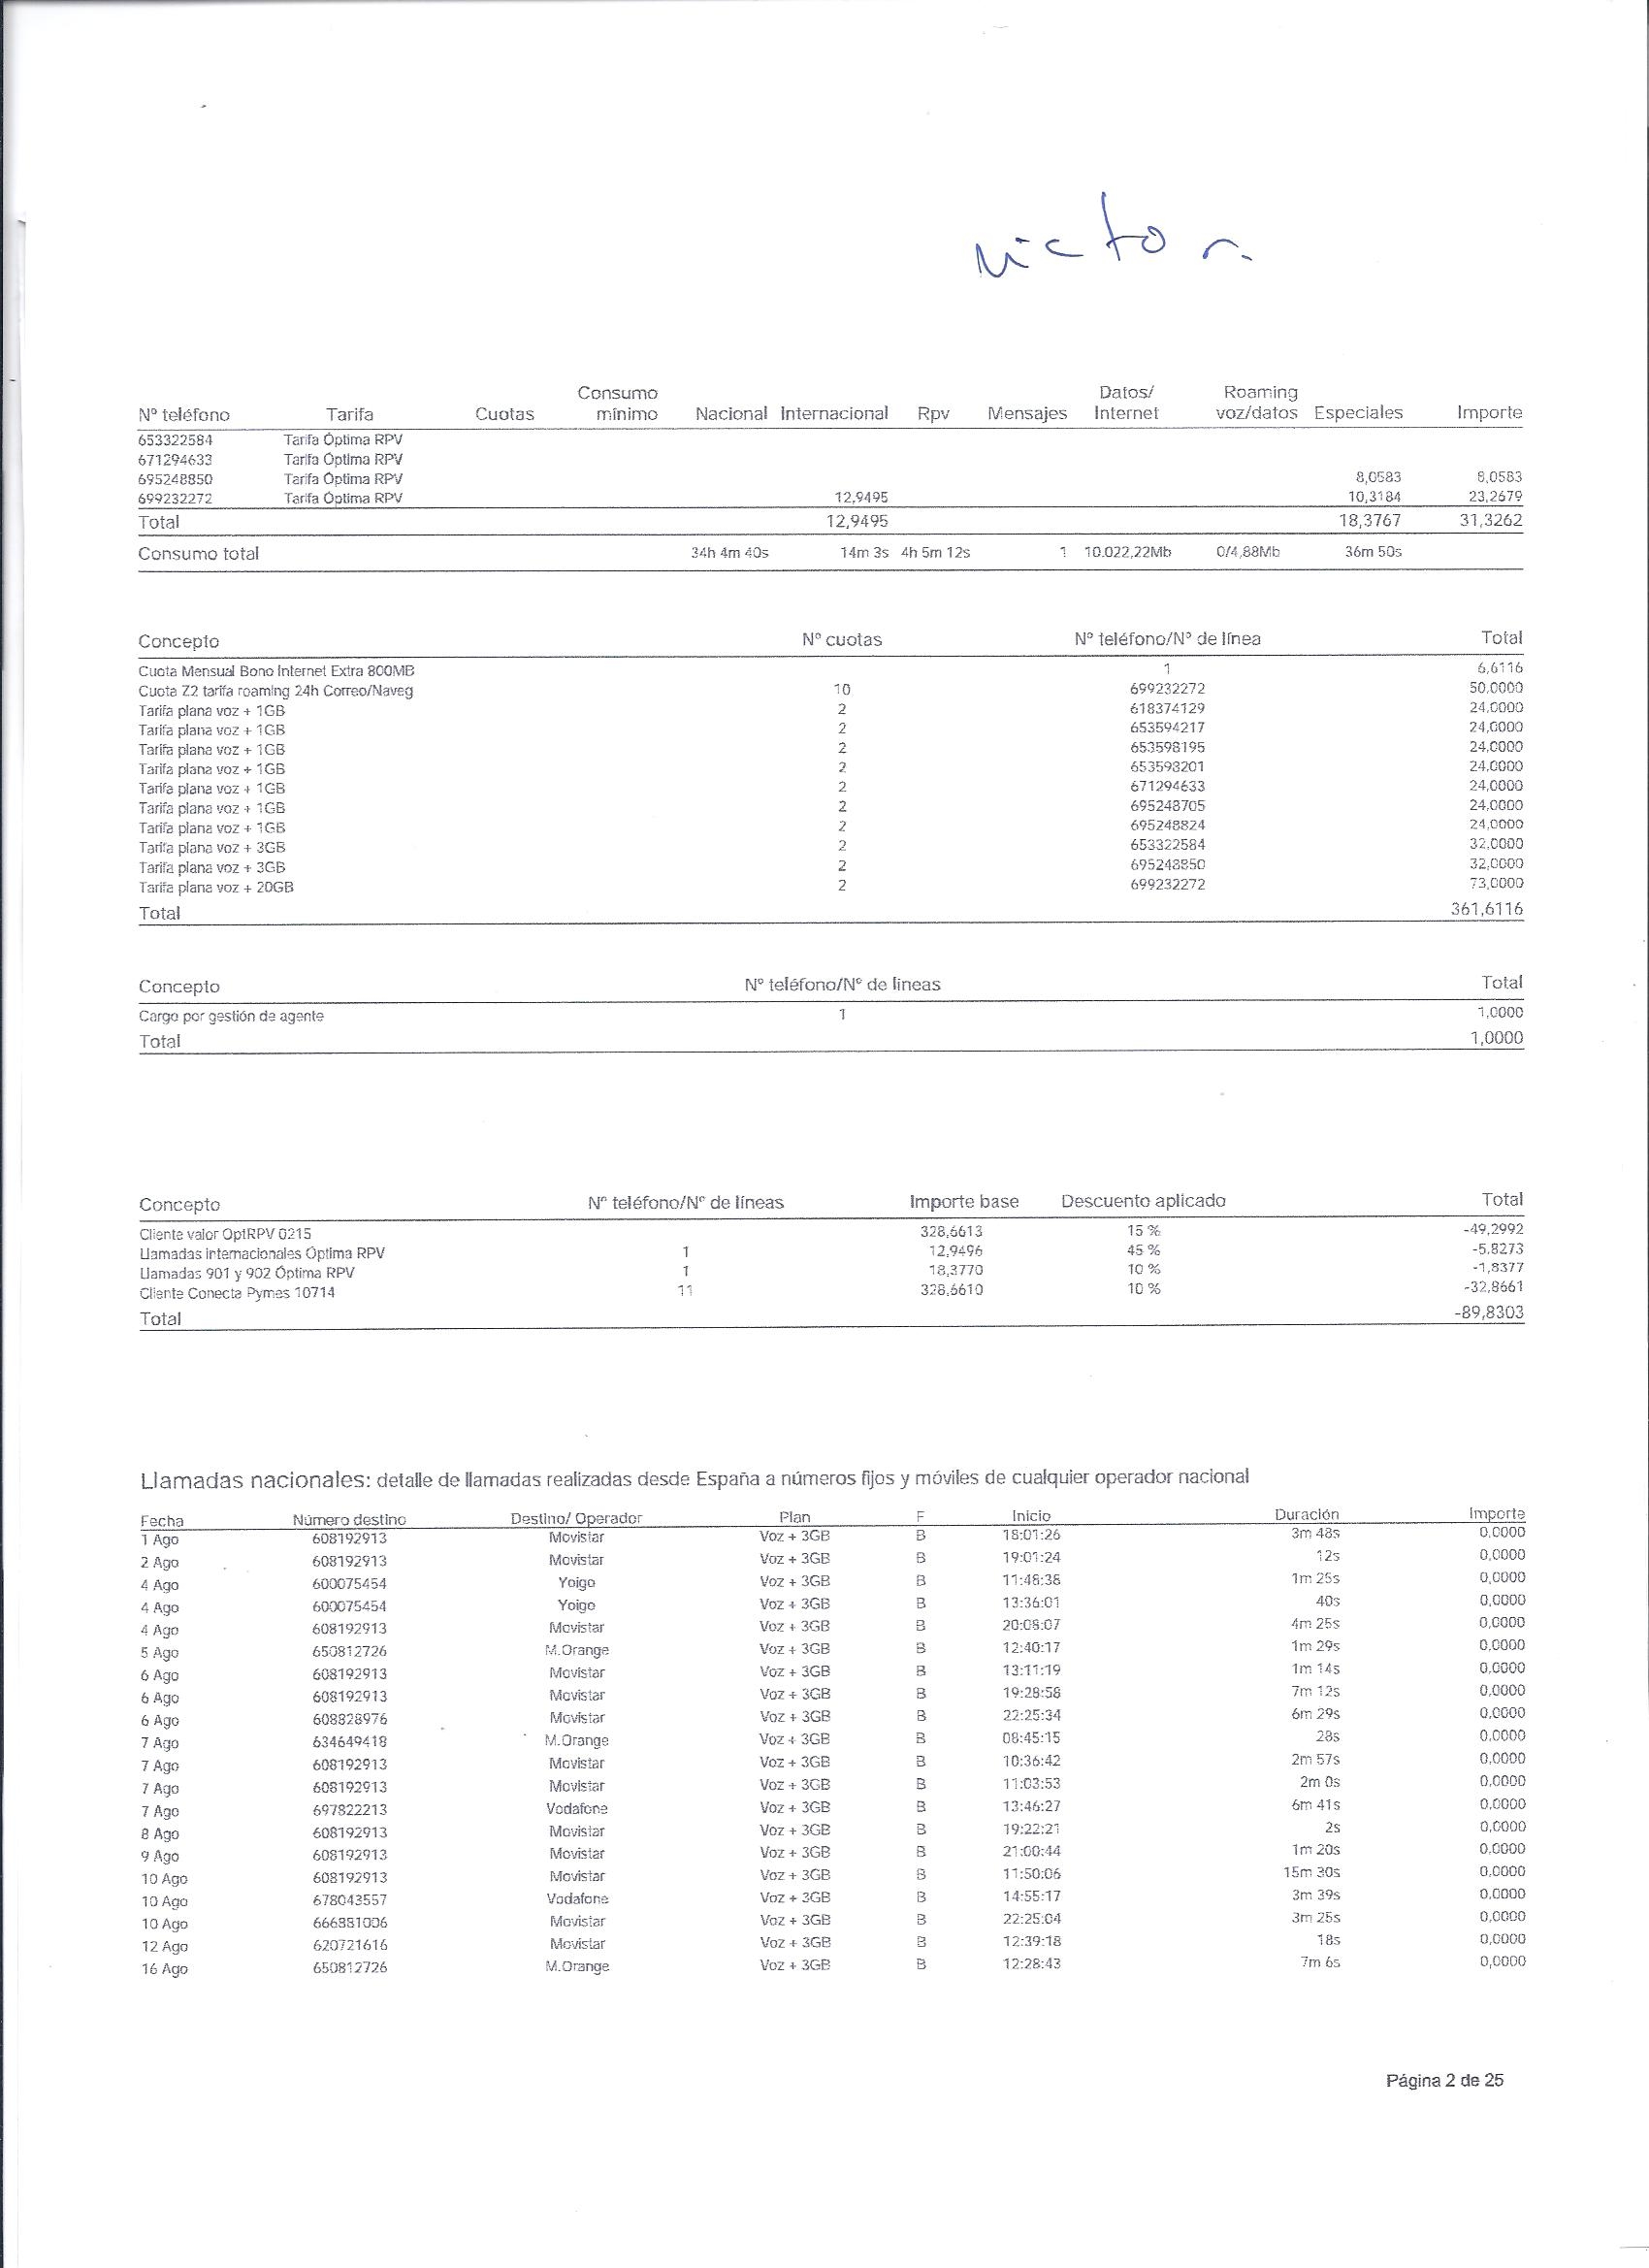 Victor.
Consumo Datos/ Roaming
Nº teléfono Tarifa Cuotas mínimo Nacional Internacional Rpv Mensajes Internet voz/datos Especiales Importe
653322584 Tarifa Óptima RPV
671294633 Tarifa Óptima RPV
695248850 Tarifa Óptima RPV 8,0583 8,0583
699232272 Tarifa Óptima RPV 12,9495 10,3184 23,2679
Total 12,9495 18,3767 31,3262
Consumo total 34h 4m 40s 14m 3s 4h 5m 12s 1 10.022,22Mb 0/4,88Mb 36m 50s
Concepto Nº cuotas Nº teléfono/Nº de línea Total
Cuota Mensual Bono Internet Extra 800MB 1 6,6116
Cuota Z2 tarifa roaming 24h Correo/Naveg 10 699232272 50,0000
Tarifa plana voz + 1GB 2 618374129 24,0000
Tarifa plana voz + 1GB 2 653594217 24,0000
Tarifa plana voz + 1GB 2 653598195 24,0000
Tarifa plana voz + 1GB 2 653598201 24,0000
Tarifa plana voz + 1GB 2 671294633 24,0000
Tarifa plana voz + 1GB 2 695248705 24,0000
Tarifa plana voz + 1GB 2 695248824 24,0000
Tarifa plana voz + 3GB 2 653322584 32,0000
Tarifa plana voz + 3GB 2 695248850 32,0000
Tarifa plana voz + 20GB 2 699232272 73,0000
Total 361,6116
Concepto Nº teléfono/Nº de lineas Total
Cargo por gestión de agente 1 1,0000
Total 1,0000
Concepto Nº teléfono/Nº de líneas Importe base Descuento aplicado Total
Cliente valor OptRPV 0215 328,6613 15 % -49,2992
Llamadas internacionales Óptima RPV 1 12,9496 45 % -5,8273
Llamadas 901 y 902 Óptima RPV 1 18,3770 10 % -1,8377
Cliente Conecta Pymes 10714 11 328,6610 10 % -32,8661
Total -89,8303
Llamadas nacionales: detalle de llamadas realizadas desde España a números fijos y móviles de cualquier operador nacional
Fecha Número destino Destino/ Operador Plan F Inicio Duración Importe
1 Ago 608192913 Movistar Voz + 3GB B 18:01:26 3m 48s 0,0000
2 Ago 608192913 Movistar Voz + 3GB B 19:01:24 12s 0,0000
4 Ago 600075454 Yoigo Voz + 3GB B 11:48:38 1m 25s 0,0000
4 Ago 600075454 Yoigo Voz + 3GB B 13:36:01 40s 0,0000
4 Ago 608192913 Movistar Voz + 3GB B 20:08:07 4m 25s 0,0000
5 Ago 650812726 M.Orange Voz + 3GB B 12:40:17 1m 29s 0,0000
6 Ago 608192913 Movistar Voz + 3GB B 13:11:19 1m 14s 0,0000
6 Ago 608192913 Movistar Voz + 3GB B 19:28:58 7m 12s 0,0000
6 Ago 608828976 Movistar Voz + 3GB B 22:25:34 6m 29s 0,0000
7 Ago 634649418 M.Orange Voz + 3GB B 08:45:15 28s 0,0000
7 Ago 608192913 Movistar Voz + 3GB B 10:36:42 2m 57s 0,0000
7 Ago 608192913 Movistar Voz + 3GB B 11:03:53 2m 0s 0,0000
7 Ago 697822213 Vodafone Voz + 3GB B 13:46:27 6m 41s 0,0000
8 Ago 608192913 Movistar Voz + 3GB B 19:22:21 2s 0,0000
9 Ago 608192913 Movistar Voz + 3GB B 21:00:44 1m 20s 0,0000
10 Ago 608192913 Movistar Voz + 3GB B 11:50:06 15m 30s 0,0000
10 Ago 678043557 Vodafone Voz + 3GB B 14:55:17 3m 39s 0,0000
10 Ago 666881006 Movistar Voz + 3GB B 22:25:04 3m 25s 0,0000
12 Ago 620721616 Movistar Voz + 3GB B 12:39:18 18s 0,0000
16 Ago 650812726 M.Orange Voz + 3GB B 12:28:43 7m 6s 0,0000
Página 2 de 25